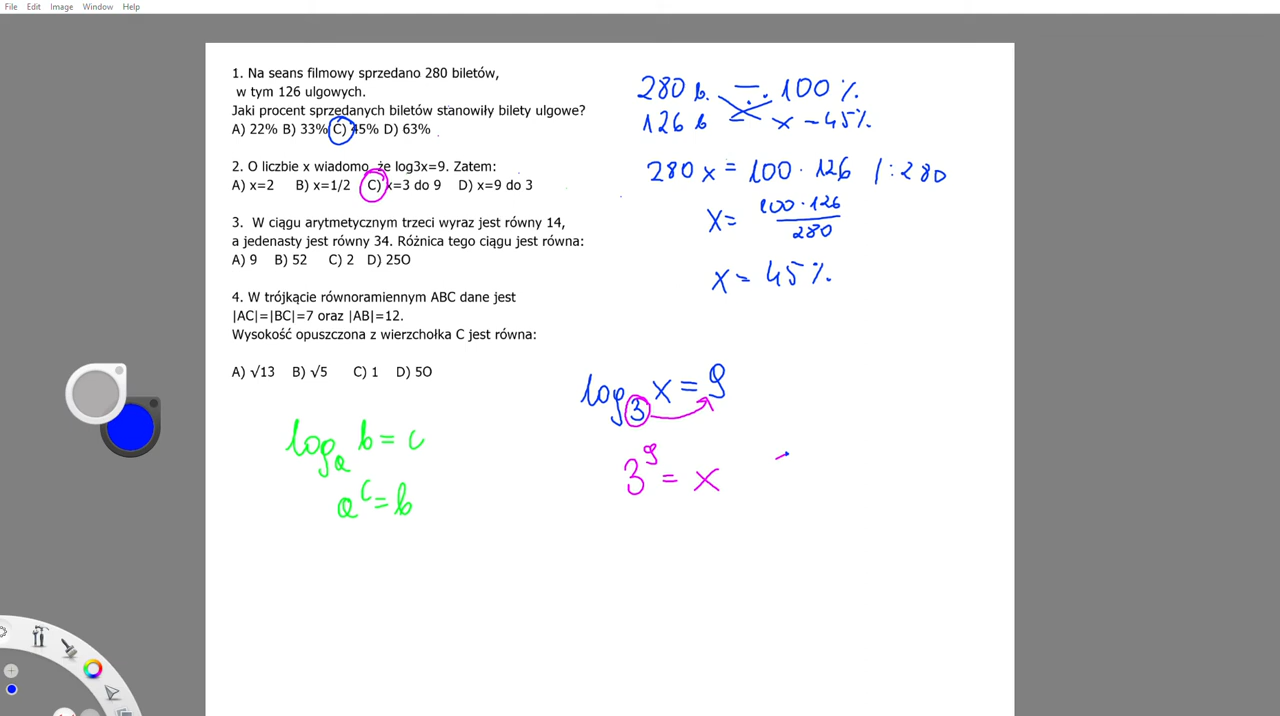 File Edit Image Window Help
1. Na seans filmowy sprzedano 280 biletów,
w tym 126 ulgowych.
Jaki procent sprzedanych biletów stanowiły bilety ulgowe?
A) 22% B) 33% C) 45% D) 63%
2. O liczbie x wiadomo, że log3x=9. Zatem:
A) x=2 B) x=1/2 C) x=3 do 9 D) x=9 do 3
3. W ciągu arytmetycznym trzeci wyraz jest równy 14,
a jedenasty jest równy 34. Różnica tego ciągu jest równa:
A) 9 B) 52 C) 2 D) 25O
4. W trójkącie równoramiennym ABC dane jest
|AC|=|BC|=7 oraz |AB|=12.
Wysokość opuszczona z wierzchołka C jest równa:
A) √13 B) √5 C) 1 D) 5O
280 b. — 100 %
126 b — x – 45%
280 x = 100 · 126 / : 280
x = 100 · 126 / 280
x = 45 %
log₃ x = 9
3⁹ = x
logₐ b = c
aᶜ = b